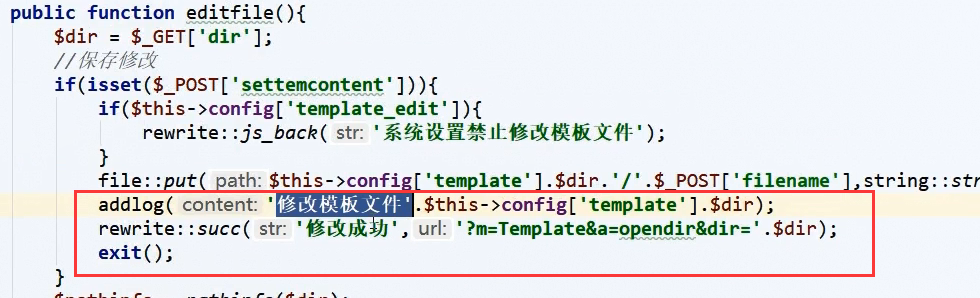 public function editfile(){
$dir = $_GET['dir'];
//保存修改
if(isset($_POST['settemcontent'])){
if($this->config['template_edit']){
rewrite::js_back( str: '系统设置禁止修改模板文件');
}
file::put( path: $this->config['template'].$dir.'/'.$_POST['filename'],string::str
addlog( content: '修改模板文件'.$this->config['template'].$dir);
rewrite::succ( str: '修改成功', url: '?m=Template&a=opendir&dir='.$dir);
exit();
}